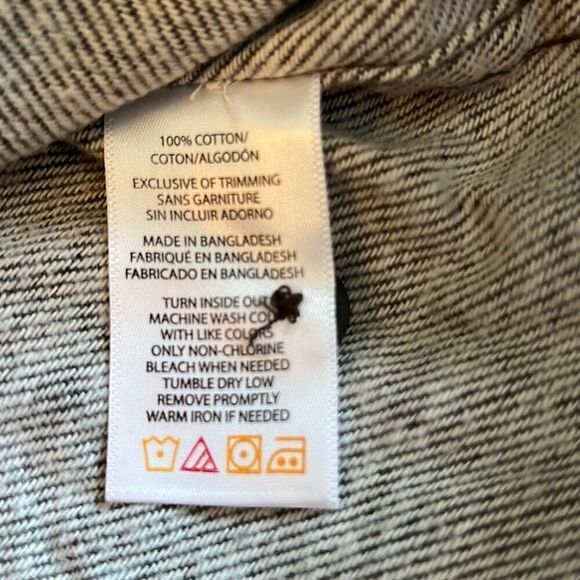 100% COTTON/
COTON/ALGODÓN
EXCLUSIVE OF TRIMMING
SANS GARNITURE
SIN INCLUIR ADORNO
MADE IN BANGLADESH
FABRIQUÉ EN BANGLADESH
FABRICADO EN BANGLADESH
TURN INSIDE OUT
MACHINE WASH COLD
WITH LIKE COLORS
ONLY NON-CHLORINE
BLEACH WHEN NEEDED
TUMBLE DRY LOW
REMOVE PROMPTLY
WARM IRON IF NEEDED